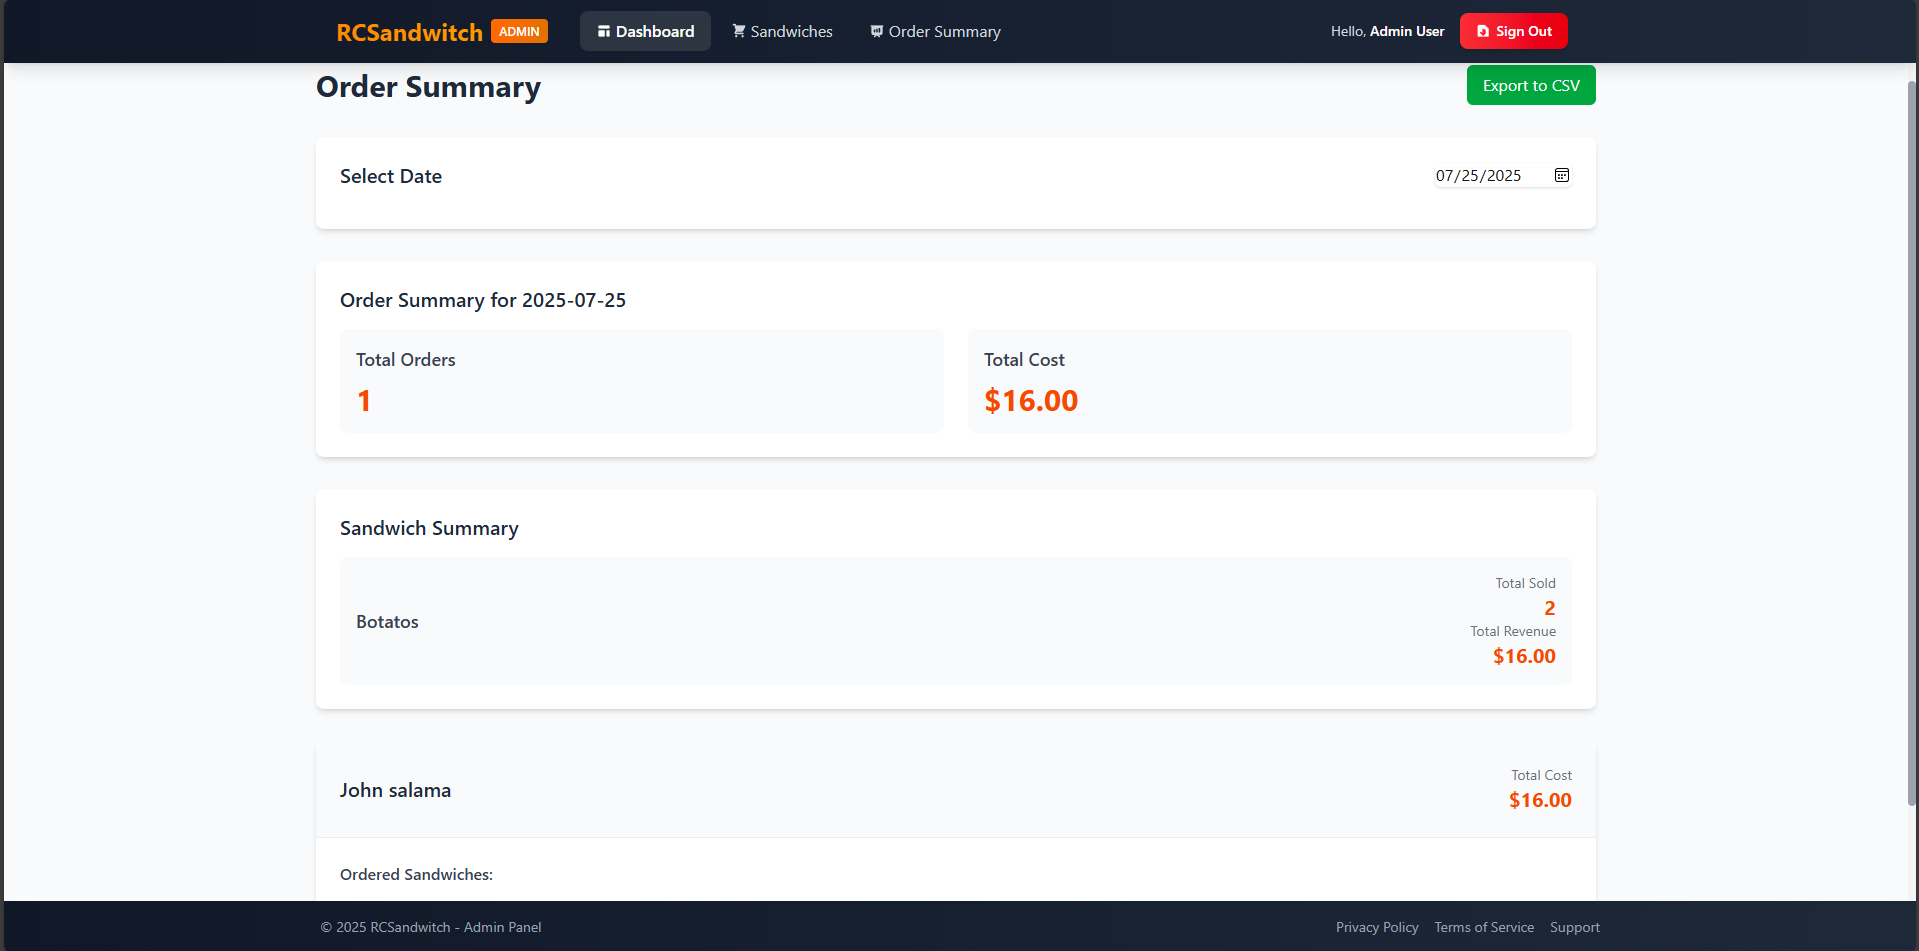 RCSandwitch ADMIN Dashboard Sandwiches Order Summary Hello, Admin User Sign Out
Order Summary Export to CSV
Select Date 07/25/2025
Order Summary for 2025-07-25
Total Orders Total Cost
1 $16.00
Sandwich Summary
Total Sold
2
Botatos
Total Revenue
$16.00
John salama
Total Cost
$16.00
Ordered Sandwiches:
© 2025 RCSandwitch - Admin Panel Privacy Policy Terms of Service Support